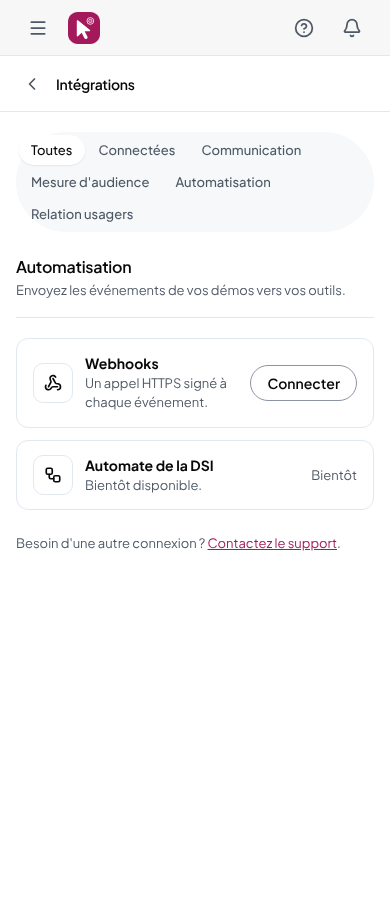 Intégrations
Toutes
Connectées
Communication
Mesure d'audience
Automatisation
Relation usagers
Automatisation
Envoyez les événements de vos démos vers vos outils.
Webhooks
Un appel HTTPS signé à
chaque événement.
Connecter
Automate de la DSI
Bientôt disponible.
Bientôt
Besoin d'une autre connexion ? Contactez le support.